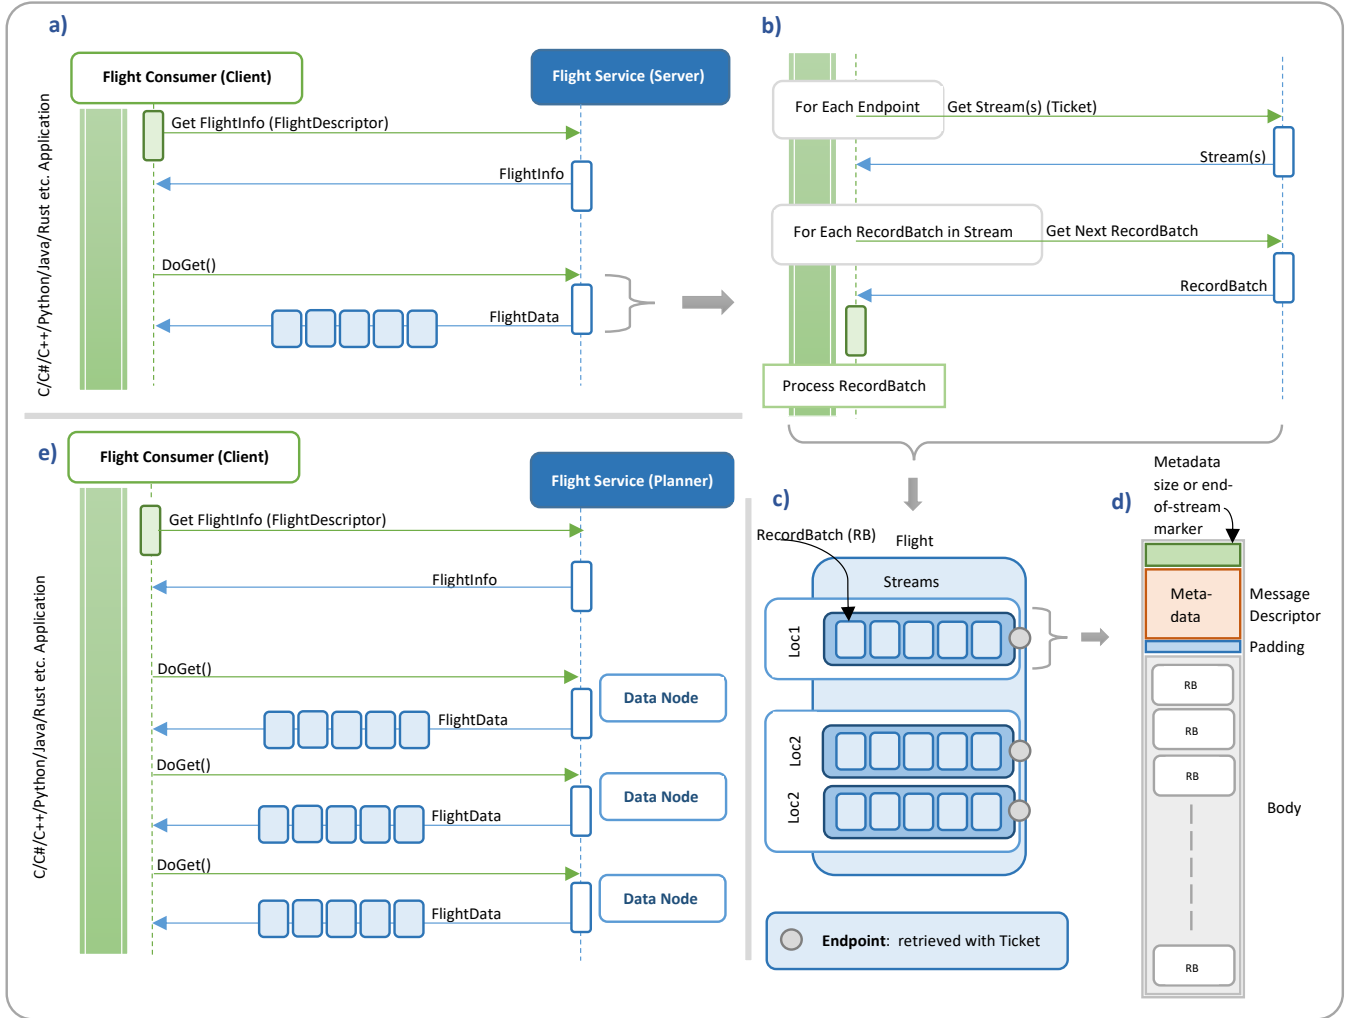 a)
Flight Consumer (Client)
Flight Service (Server)
C/C#/C++/Python/Java/Rust etc. Application
Get FlightInfo (FlightDescriptor)
FlightInfo
DoGet()
FlightData
b)
For Each Endpoint
Get Stream(s) (Ticket)
Stream(s)
For Each RecordBatch in Stream
Get Next RecordBatch
RecordBatch
Process RecordBatch
e)
Flight Consumer (Client)
Flight Service (Planner)
C/C#/C++/Python/Java/Rust etc. Application
Get FlightInfo (FlightDescriptor)
FlightInfo
DoGet()
Data Node
FlightData
DoGet()
Data Node
FlightData
DoGet()
Data Node
FlightData
c)
RecordBatch (RB)
Flight
Streams
Loc1
Loc2
Loc2
Endpoint: retrieved with Ticket
d)
Metadata
size or end-
of-stream
marker
Meta-
data
Message
Descriptor
Padding
RB
RB
RB
Body
RB